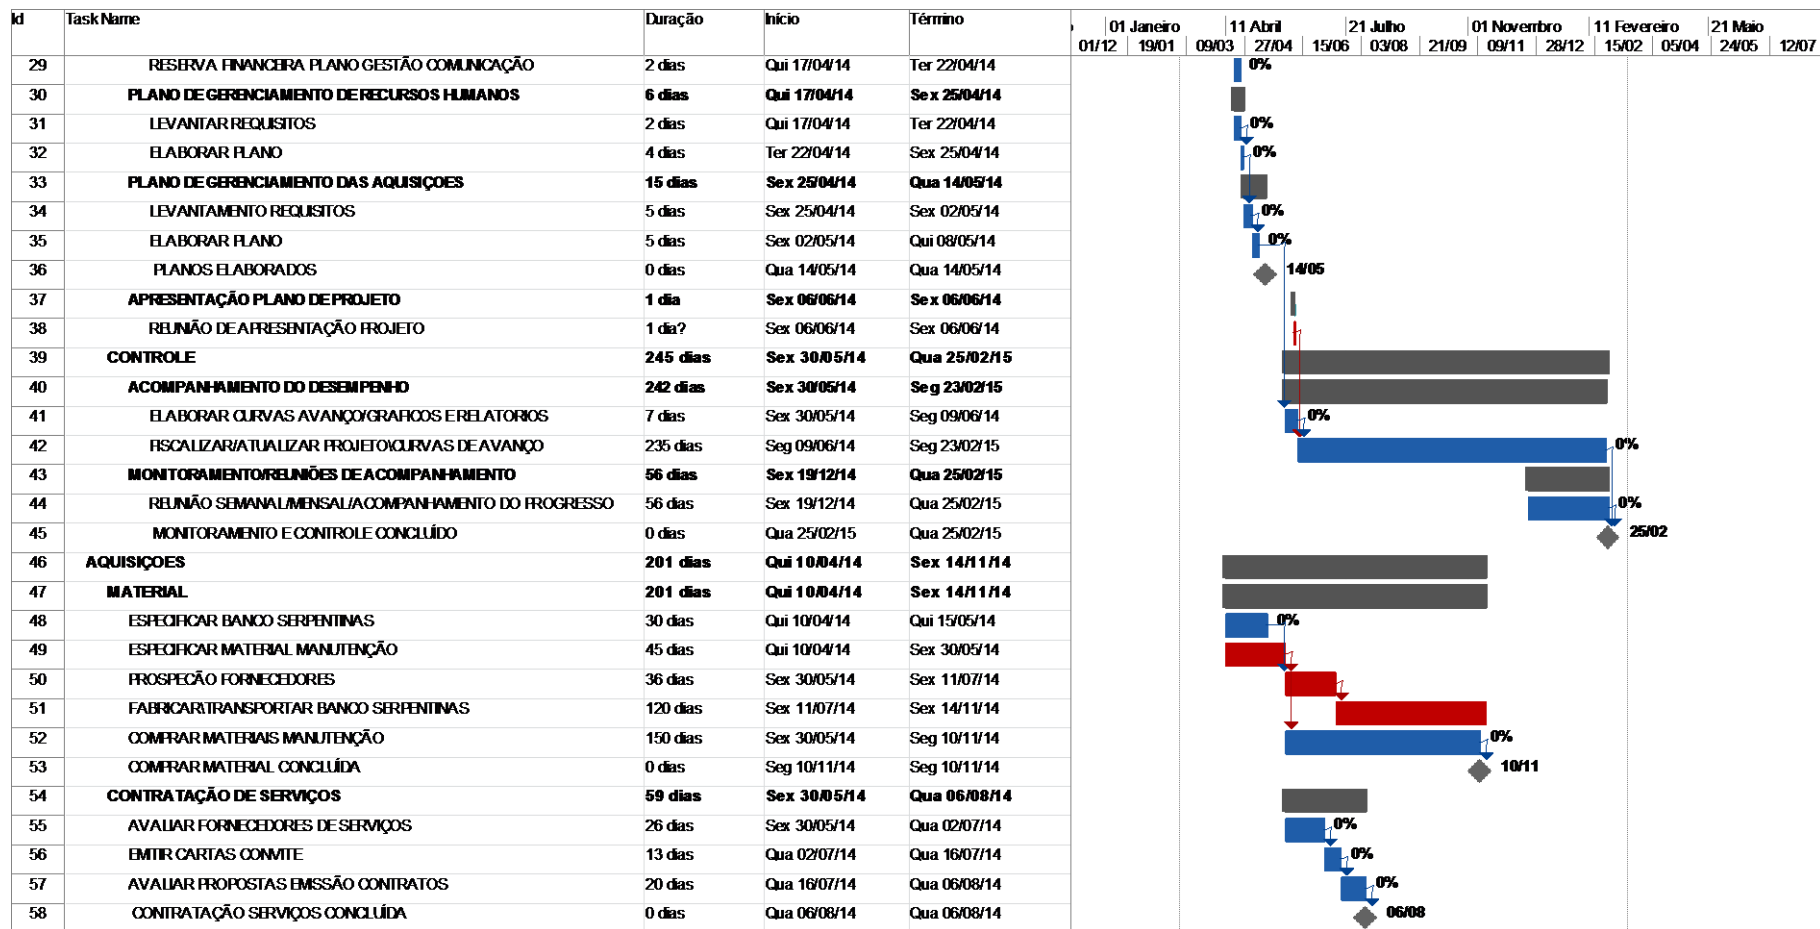 Id Task Name Duração Início Término
01 Janeiro 11 Abril 21 Julho 01 Novembro 11 Fevereiro 21 Maio
01/12 19/01 09/03 27/04 15/06 03/08 21/09 09/11 28/12 15/02 05/04 24/05 12/07
29 RESERVA FINANCEIRA PLANO GESTÃO COMUNICAÇÃO 2 dias Qui 17/04/14 Ter 22/04/14 0%
30 PLANO DE GERENCIAMENTO DE RECURSOS HUMANOS 6 dias Qui 17/04/14 Sex 25/04/14
31 LEVANTAR REQUISITOS 2 dias Qui 17/04/14 Ter 22/04/14 0%
32 ELABORAR PLANO 4 dias Ter 22/04/14 Sex 25/04/14 0%
33 PLANO DE GERENCIAMENTO DAS AQUISIÇOES 15 dias Sex 25/04/14 Qua 14/05/14
34 LEVANTAMENTO REQUISITOS 5 dias Sex 25/04/14 Sex 02/05/14 0%
35 ELABORAR PLANO 5 dias Sex 02/05/14 Qui 08/05/14 0%
36 PLANOS ELABORADOS 0 dias Qua 14/05/14 Qua 14/05/14 14/05
37 APRESENTAÇÃO PLANO DE PROJETO 1 dia Sex 06/06/14 Sex 06/06/14
38 REUNIÃO DE APRESENTAÇÃO PROJETO 1 dia? Sex 06/06/14 Sex 06/06/14
39 CONTROLE 245 dias Sex 30/05/14 Qua 25/02/15
40 ACOMPANHAMENTO DO DESEMPENHO 242 dias Sex 30/05/14 Seg 23/02/15
41 ELABORAR CURVAS AVANÇO/GRAFICOS E RELATORIOS 7 dias Sex 30/05/14 Seg 09/06/14 0%
42 FISCALIZAR/ATUALIZAR PROJETO/CURVAS DE AVANÇO 235 dias Seg 09/06/14 Seg 23/02/15 0%
43 MONITORAMENTO/REUNIÕES DE ACOMPANHAMENTO 56 dias Sex 19/12/14 Qua 25/02/15
44 REUNIÃO SEMANAL/MENSAL/ACOMPANHAMENTO DO PROGRESSO 56 dias Sex 19/12/14 Qua 25/02/15 0%
45 MONITORAMENTO E CONTROLE CONCLUÍDO 0 dias Qua 25/02/15 Qua 25/02/15 25/02
46 AQUISIÇOES 201 dias Qui 10/04/14 Sex 14/11/14
47 MATERIAL 201 dias Qui 10/04/14 Sex 14/11/14
48 ESPECIFICAR BANCO SERPENTINAS 30 dias Qui 10/04/14 Qui 15/05/14 0%
49 ESPECIFICAR MATERIAL MANUTENÇÃO 45 dias Qui 10/04/14 Sex 30/05/14
50 PROSPECÃO FORNECEDORES 36 dias Sex 30/05/14 Sex 11/07/14
51 FABRICAR\TRANSPORTAR BANCO SERPENTINAS 120 dias Sex 11/07/14 Sex 14/11/14
52 COMPRAR MATERIAIS MANUTENÇÃO 150 dias Sex 30/05/14 Seg 10/11/14 0%
53 COMPRAR MATERIAL CONCLUÍDA 0 dias Seg 10/11/14 Seg 10/11/14 10/11
54 CONTRATAÇÃO DE SERVIÇOS 59 dias Sex 30/05/14 Qua 06/08/14
55 AVALIAR FORNECEDORES DE SERVIÇOS 26 dias Sex 30/05/14 Qua 02/07/14 0%
56 EMITIR CARTAS CONVITE 13 dias Qua 02/07/14 Qua 16/07/14 0%
57 AVALIAR PROPOSTAS EMISSÃO CONTRATOS 20 dias Qua 16/07/14 Qua 06/08/14 0%
58 CONTRATAÇÃO SERVIÇOS CONCLUÍDA 0 dias Qua 06/08/14 Qua 06/08/14 06/08